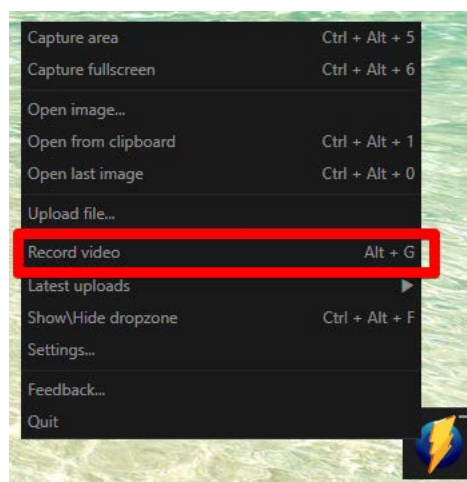 Capture area Ctrl + Alt + 5
Capture fullscreen Ctrl + Alt + 6
Open image...
Open from clipboard Ctrl + Alt + 1
Open last image Ctrl + Alt + 0
Upload file...
Record video Alt + G
Latest uploads
Show\Hide dropzone Ctrl + Alt + F
Settings...
Feedback...
Quit